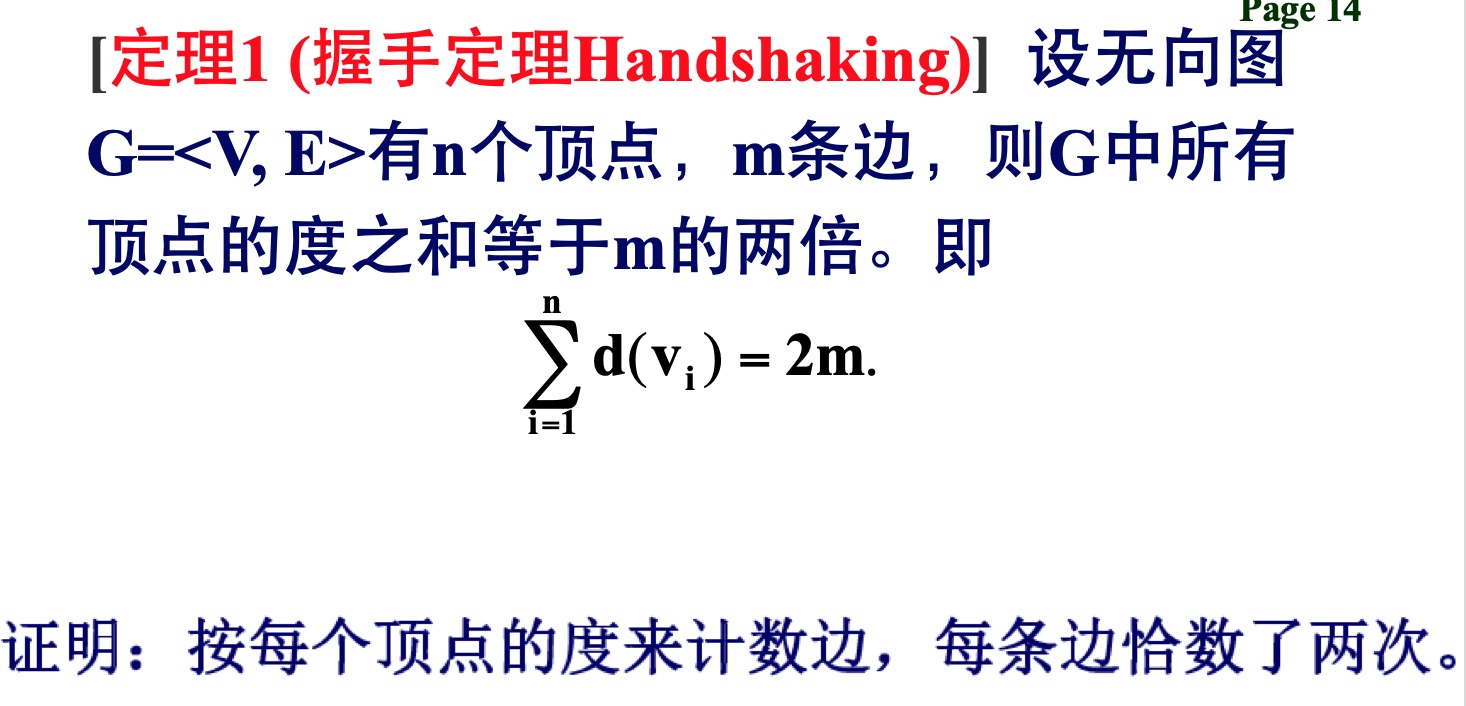 Page 14
[定理1 (握手定理Handshaking)] 设无向图
G=<V, E>有n个顶点，m条边，则G中所有
顶点的度之和等于m的两倍。即
n
∑ d(vᵢ) = 2m.
i=1
证明：按每个顶点的度来计数边，每条边恰数了两次。